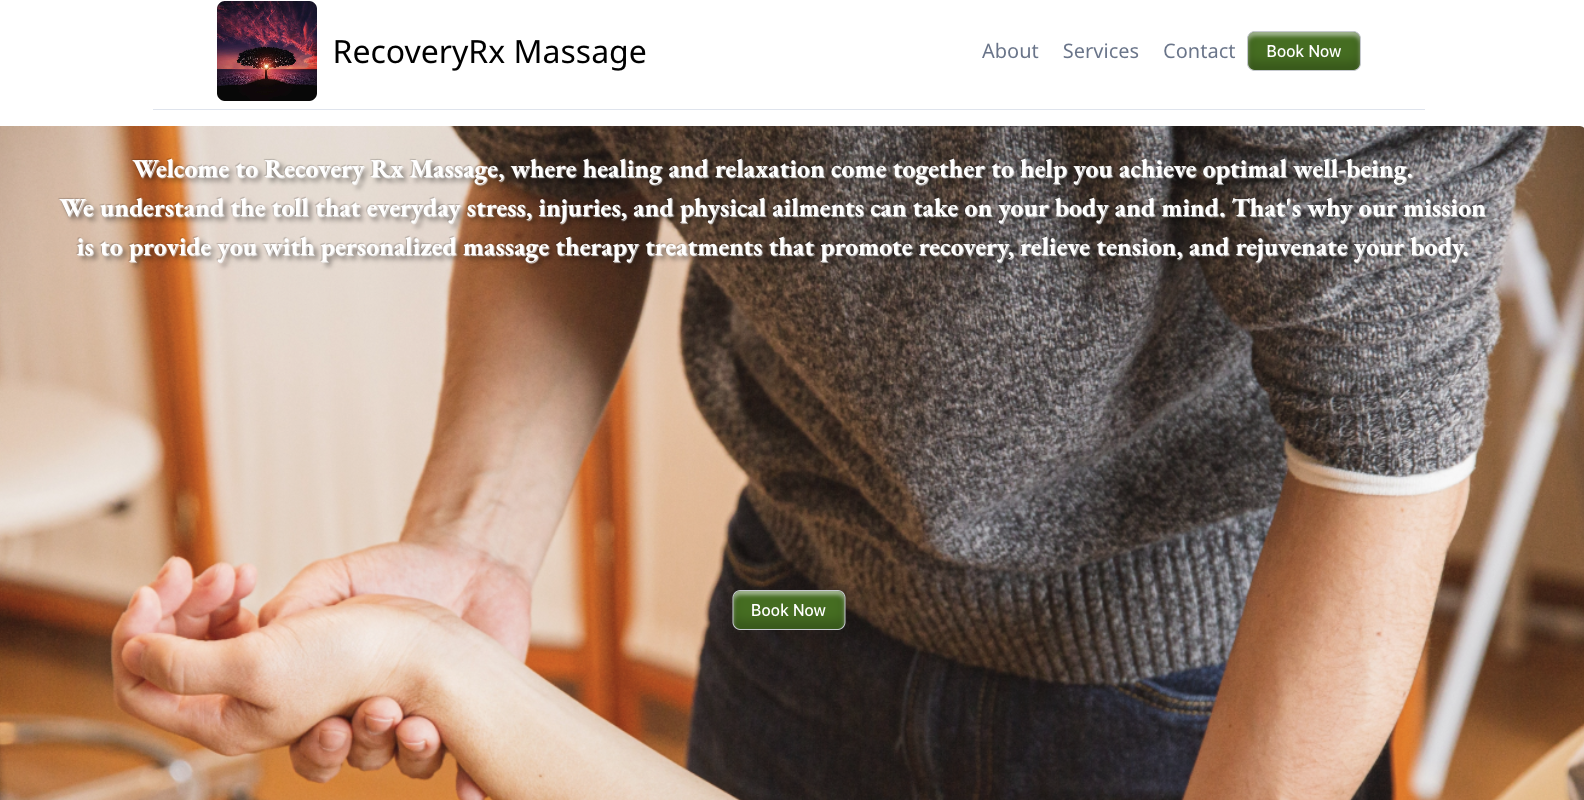 RecoveryRx Massage
About Services Contact Book Now
Welcome to Recovery Rx Massage, where healing and relaxation come together to help you achieve optimal well-being.
We understand the toll that everyday stress, injuries, and physical ailments can take on your body and mind. That's why our mission
is to provide you with personalized massage therapy treatments that promote recovery, relieve tension, and rejuvenate your body.
Book Now